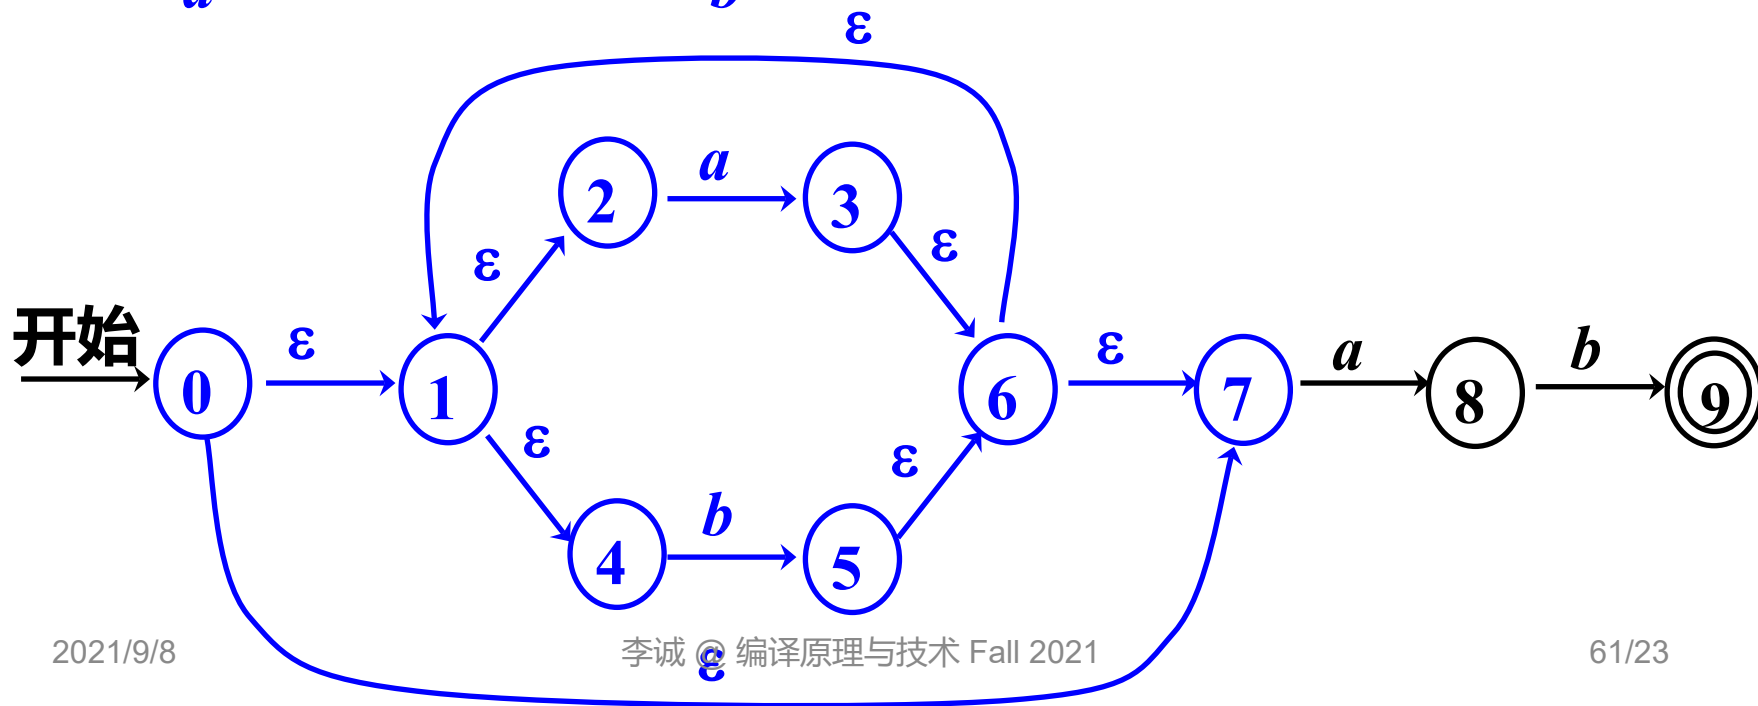 a b
ε
a
2 3
ε ε
开始 ε ε a b
0 1 6 7 8 9
ε ε
b
4 5
2021/9/8 李诚 @ 编译原理与技术 Fall 2021 61/23
ε